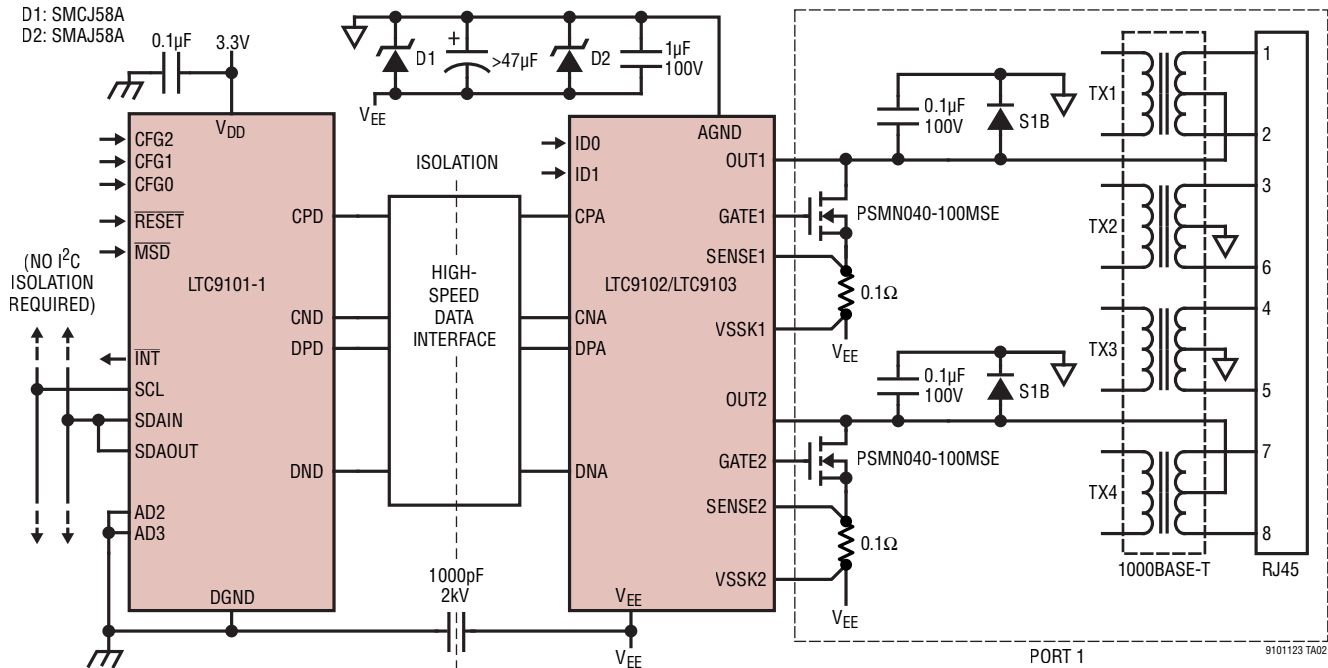 D1: SMCJ58A
D2: SMAJ58A
0.1µF
3.3V
D1
+
>47µF
D2
1µF
100V
VEE
VDD
CFG2
CFG1
CFG0
RESET
MSD
(NO I2C
ISOLATION
REQUIRED)
INT
SCL
SDAIN
SDAOUT
AD2
AD3
DGND
LTC9101-1
CPD
CND
DPD
DND
ISOLATION
HIGH-
SPEED
DATA
INTERFACE
1000pF
2kV
ID0
ID1
CPA
CNA
DPA
DNA
LTC9102/LTC9103
AGND
OUT1
GATE1
SENSE1
VSSK1
OUT2
GATE2
SENSE2
VSSK2
VEE
VEE
0.1µF
100V
S1B
PSMN040-100MSE
0.1Ω
VEE
0.1µF
100V
S1B
PSMN040-100MSE
0.1Ω
VEE
TX1
TX2
TX3
TX4
1
2
3
6
4
5
7
8
1000BASE-T
RJ45
PORT 1
9101123 TA02